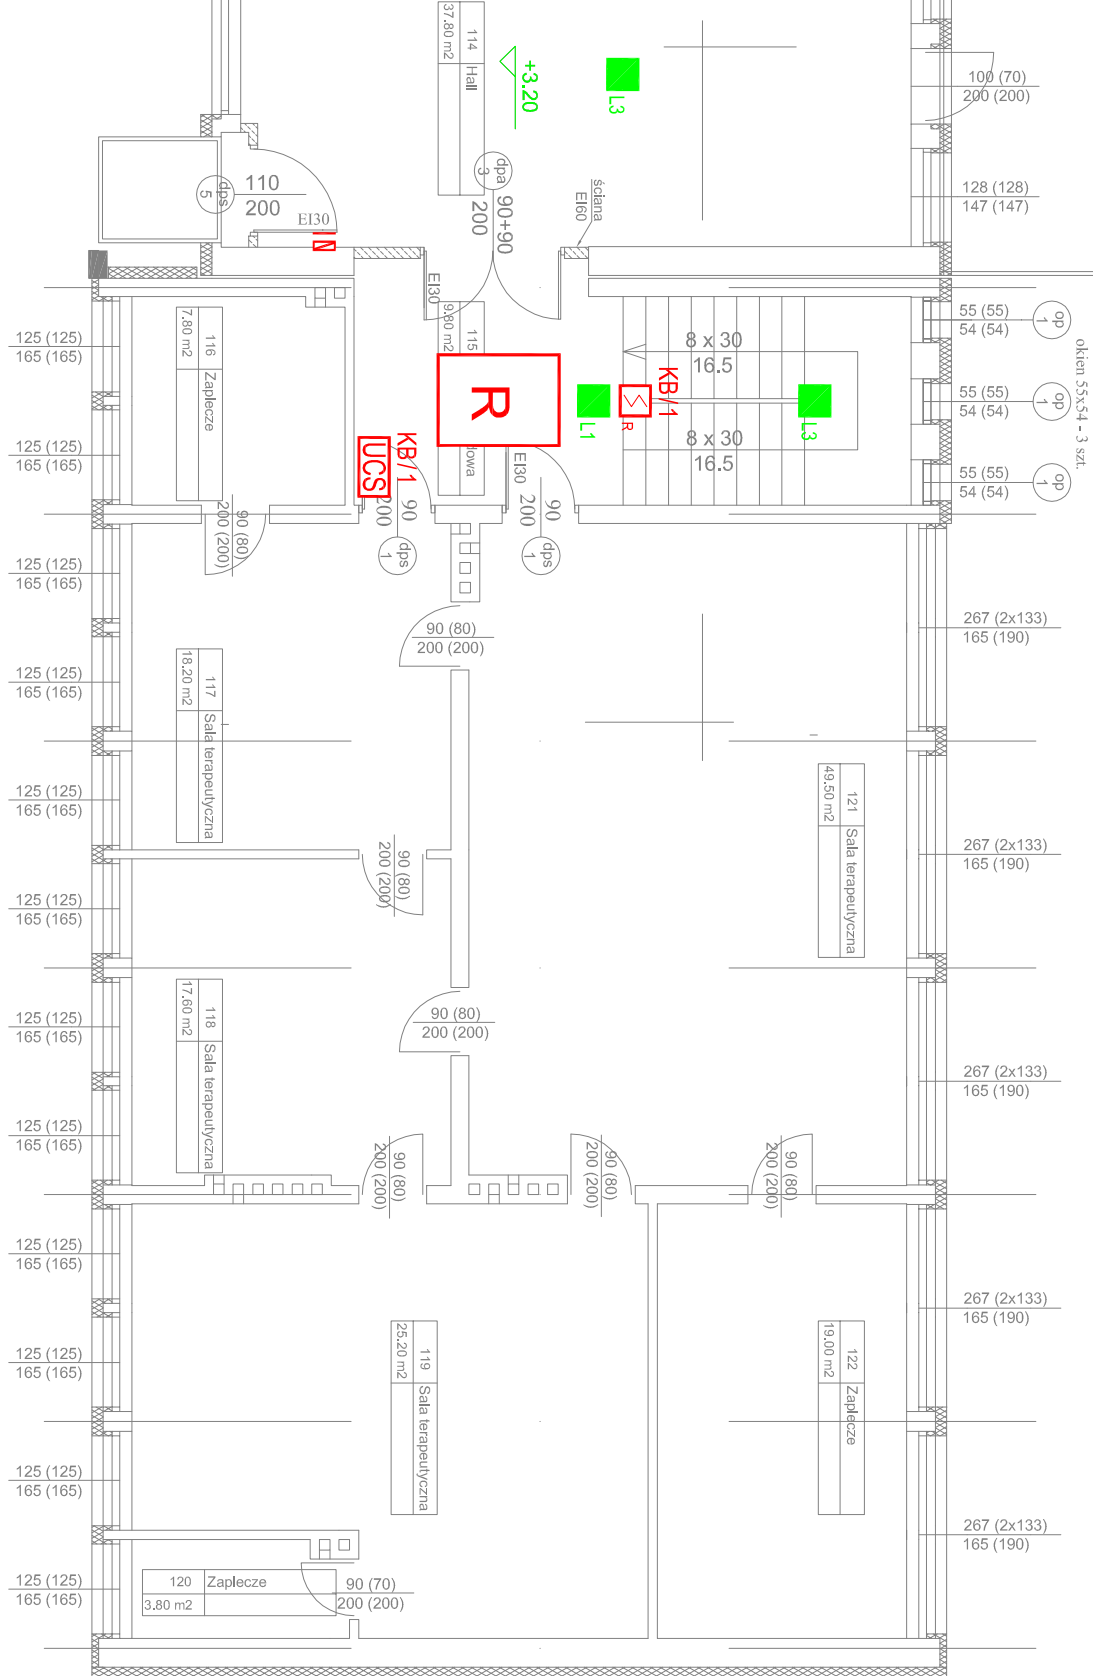 114 Hall
37.80 m2
+3.20
L3
100 (70)
200 (200)
128 (128)
147 (147)
dps
5
110
200
EI30
dpa
3
90+90
200
ściana
EI60
EI30
115
9.80 m2
R
L1
KB/1
R
L3
8 x 30
16.5
8 x 30
16.5
55 (55)
54 (54)
op
1
55 (55)
54 (54)
op
1
55 (55)
54 (54)
op
1
okien 55x54 - 3 szt.
125 (125)
165 (165)
116 Zaplecze
7.80 m2
125 (125)
165 (165)
UCS
KB/1
90
200
dps
1
EI30
90
200
dps
1
90 (80)
200 (200)
125 (125)
165 (165)
90 (80)
200 (200)
267 (2x133)
165 (190)
125 (125)
165 (165)
117 Sala terapeutyczna
18.20 m2
125 (125)
165 (165)
121 Sala terapeutyczna
49.50 m2
267 (2x133)
165 (190)
90 (80)
200 (200)
125 (125)
165 (165)
125 (125)
165 (165)
118 Sala terapeutyczna
17.60 m2
90 (80)
200 (200)
267 (2x133)
165 (190)
125 (125)
165 (165)
90 (80)
200 (200)
90 (80)
200 (200)
90 (80)
200 (200)
125 (125)
165 (165)
267 (2x133)
165 (190)
125 (125)
165 (165)
119 Sala terapeutyczna
25.20 m2
122 Zaplecze
19.00 m2
125 (125)
165 (165)
267 (2x133)
165 (190)
125 (125)
165 (165)
120 Zaplecze
3.80 m2
90 (70)
200 (200)